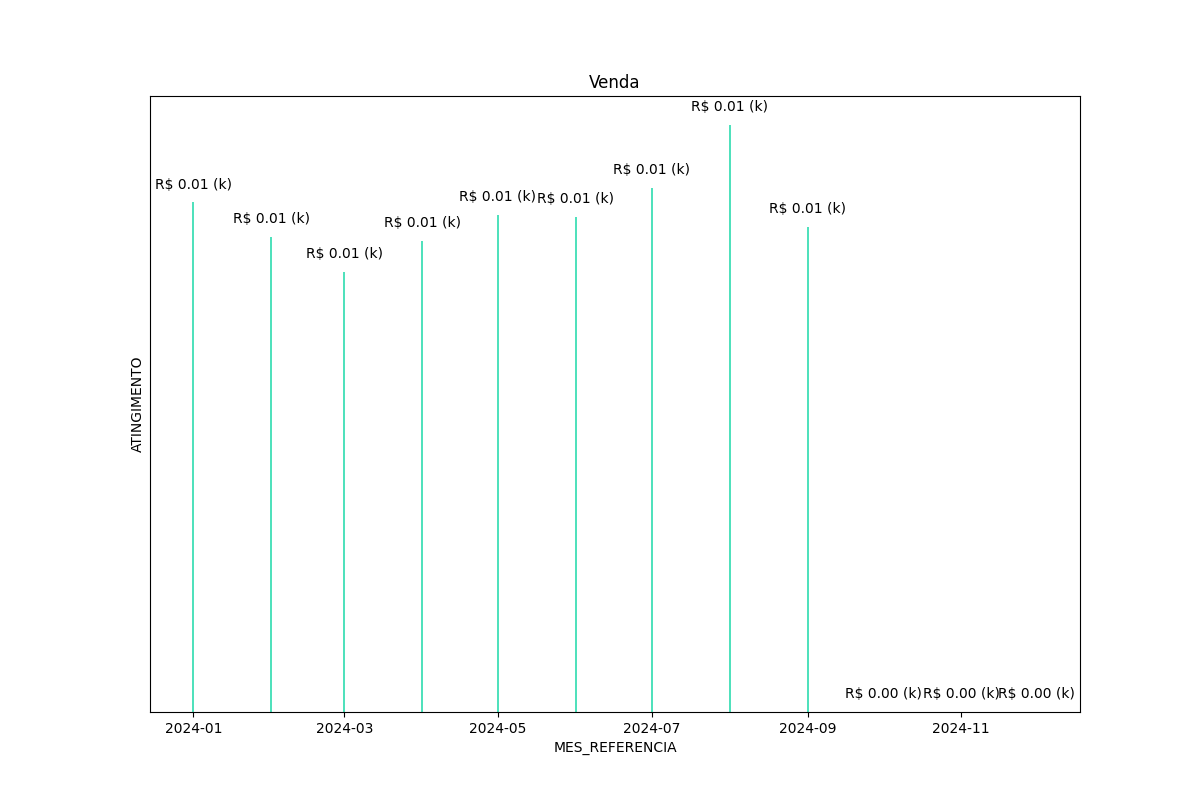 Venda
R$ 0.01 (k)
R$ 0.01 (k)
R$ 0.01 (k)
R$ 0.01 (k)
R$ 0.01 (k)
R$ 0.01 (k)
R$ 0.01 (k)
R$ 0.01 (k)
R$ 0.01 (k)
R$ 0.00 (k)
R$ 0.00 (k)
R$ 0.00 (k)
ATINGIMENTO
2024-01 2024-03 2024-05 2024-07 2024-09 2024-11
MES_REFERENCIA